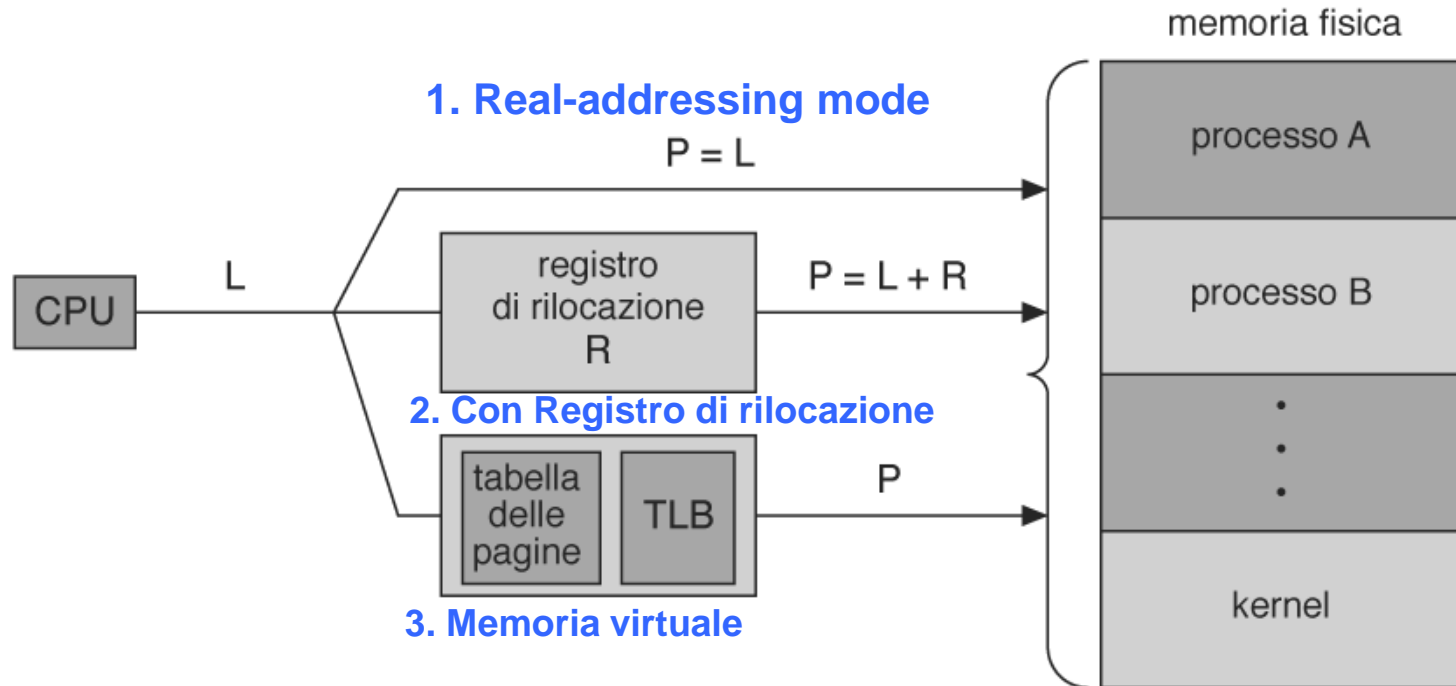 memoria fisica
1. Real-addressing mode
P = L
processo A
CPU
L
registro
di rilocazione
R
P = L + R
processo B
2. Con Registro di rilocazione
tabella
delle
pagine
TLB
P
3. Memoria virtuale
kernel